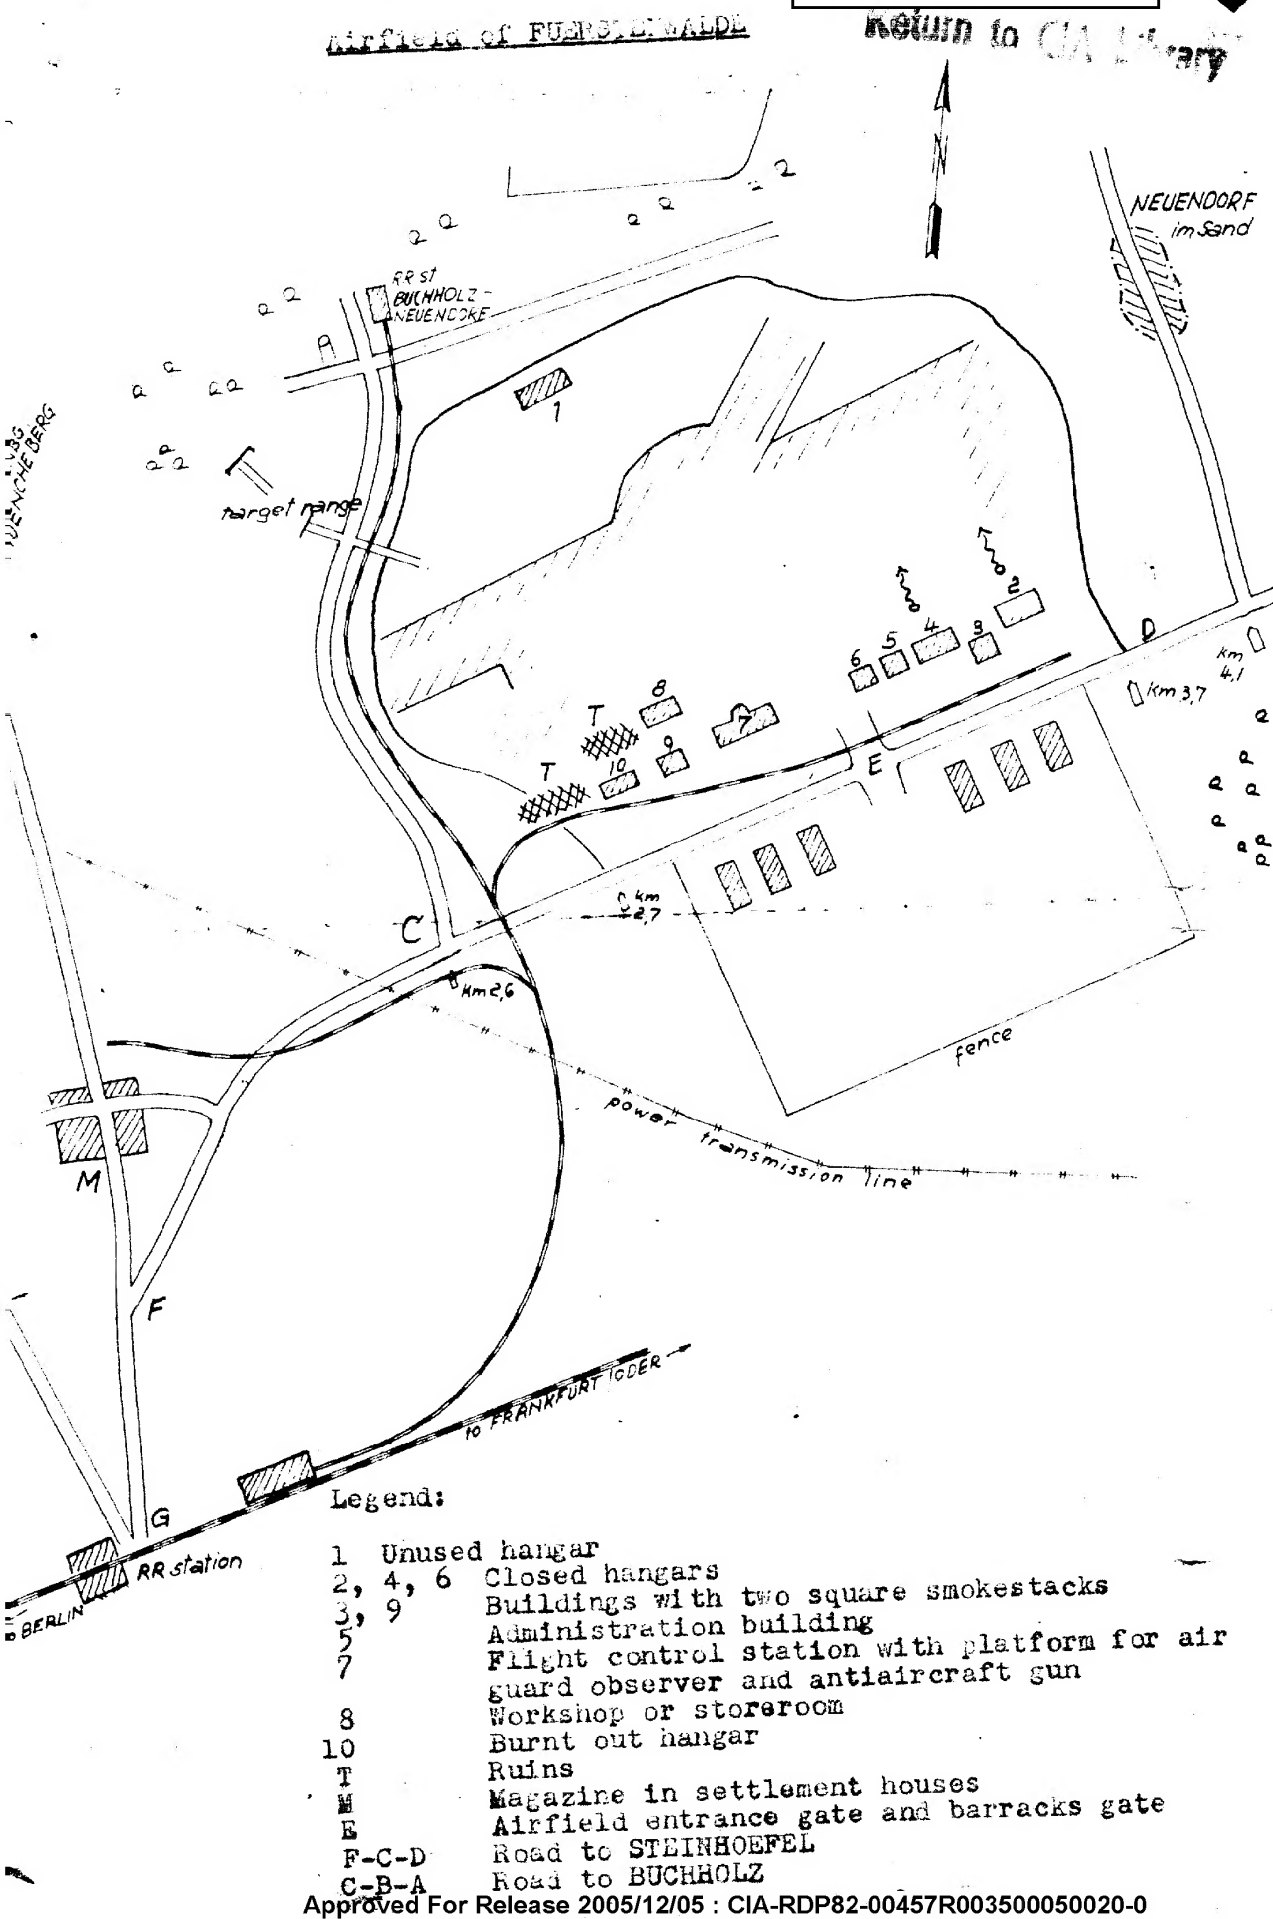 Airfield of FUERSTENWALDE
Return to CIA Library
N
NEUENDORF
im Sand
RR St
BUCHHOLZ-
NEUENDORF
A
1
target range
2
3
4
5
6
D
km
4,1
km 3,7
8
T
7
9
T
10
E
km
2,7
C
km 2,6
fence
power transmission line
M
F
to FRANKFURT/ODER
G
RR station
BERLIN
Legend:
1 Unused hangar
2, 4, 6 Closed hangars
3, 9 Buildings with two square smokestacks
5 Administration building
7 Flight control station with platform for air
guard observer and antiaircraft gun
8 Workshop or storeroom
10 Burnt out hangar
T Ruins
M Magazine in settlement houses
E Airfield entrance gate and barracks gate
F-C-D Road to STEINHOEFEL
C-B-A Road to BUCHHOLZ
Approved For Release 2005/12/05 : CIA-RDP82-00457R003500050020-0